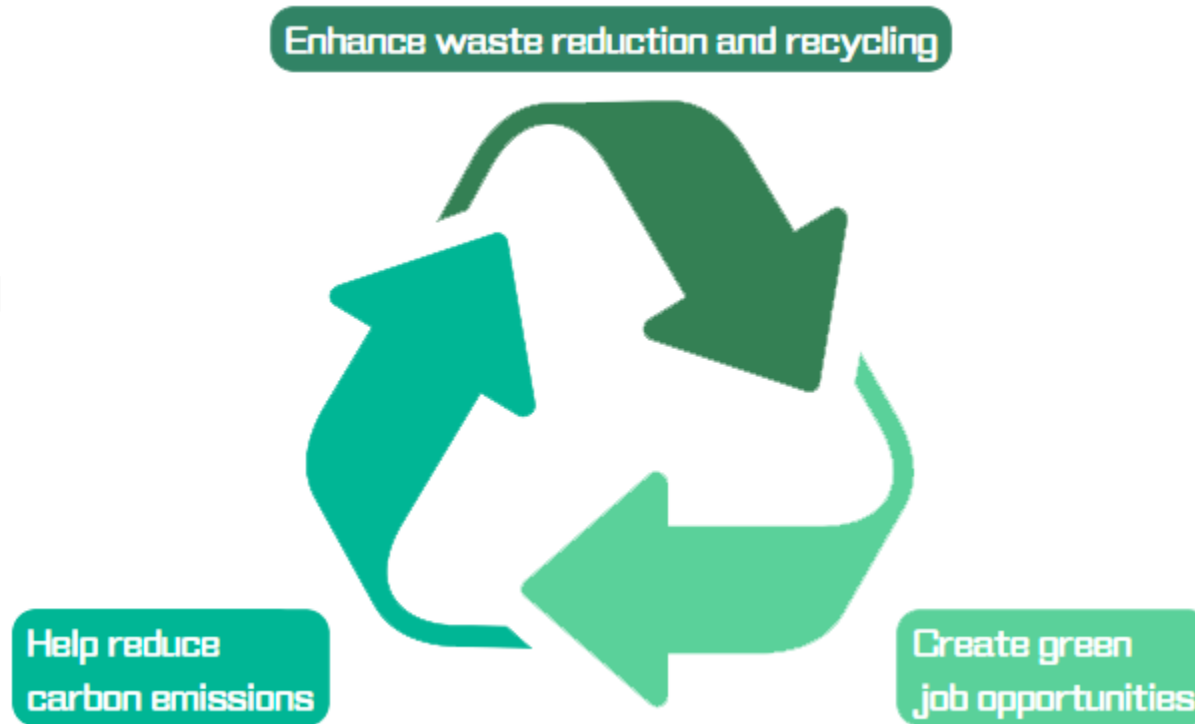 Enhance waste reduction and recycling
Help reduce
carbon emissions
Create green
job opportunities